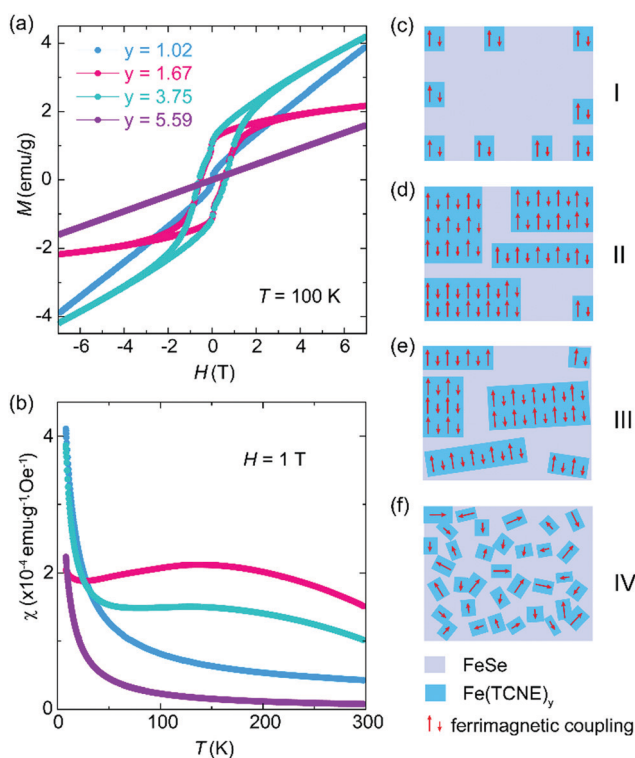 (a)
4
2
0
-2
-4
M (emu/g)
y = 1.02
y = 1.67
y = 3.75
y = 5.59
T = 100 K
-6 -4 -2 0 2 4 6
H (T)
(b)
4
2
0
χ (x10⁻⁴ emu·g⁻¹Oe⁻¹)
H = 1 T
0 100 200 300
T (K)
(c)
I
(d)
II
(e)
III
(f)
IV
FeSe
Fe(TCNE)y
ferrimagnetic coupling